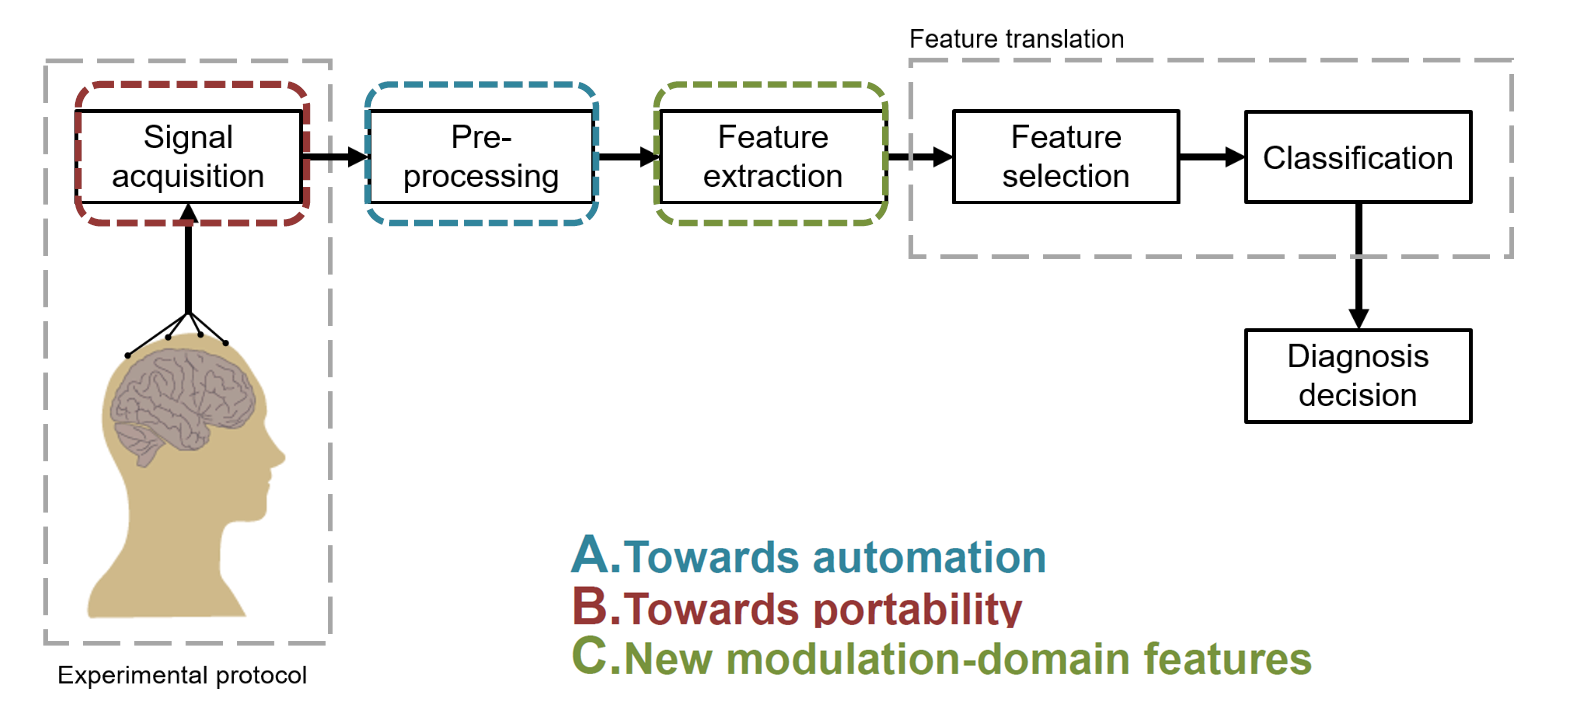 Feature translation
Signal
acquisition
Pre-
processing
Feature
extraction
Feature
selection
Classification
Diagnosis
decision
A.Towards automation
B.Towards portability
C.New modulation-domain features
Experimental protocol